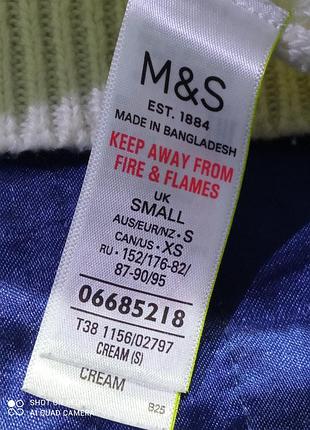 M&S
EST. 1884
MADE IN BANGLADESH
KEEP AWAY FROM
FIRE & FLAMES
UK
SMALL
AUS/EUR/NZ • S
CAN/US • XS
RU • 152/176-82/
87-90/95
06685218
T38 1156/02797
CREAM (S)
CREAM
B25
SHOT ON REDMI
AI QUAD CAMERA